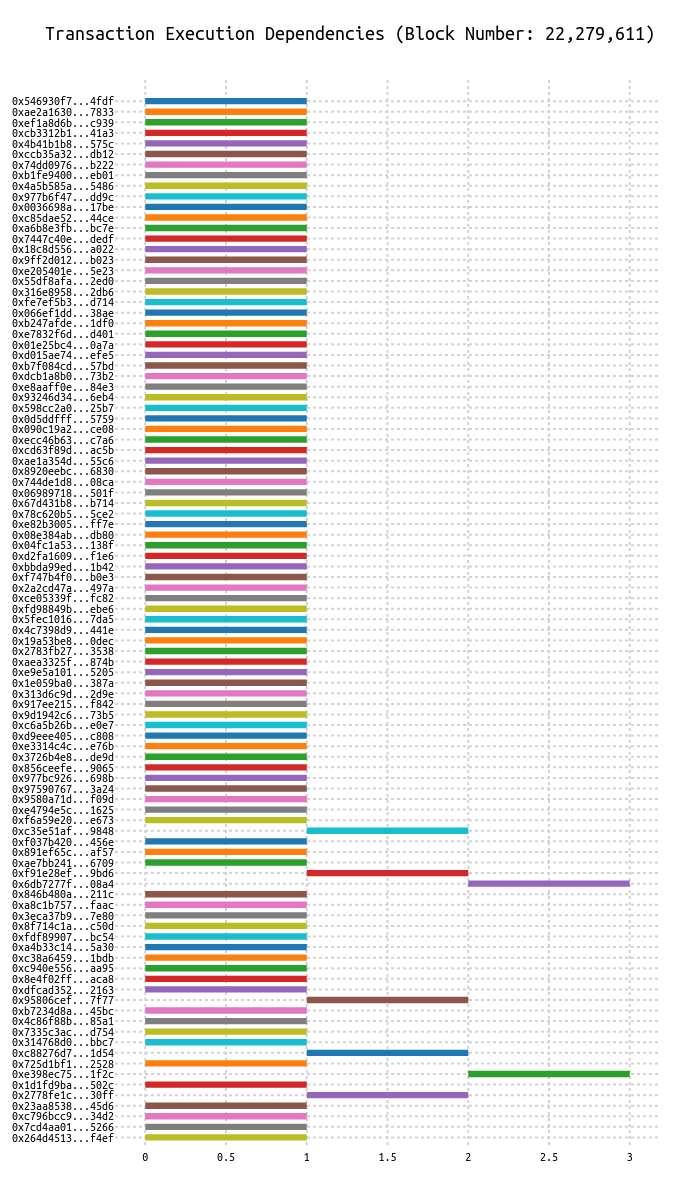 Transaction Execution Dependencies (Block Number: 22,279,611)
0x546930f7...4fdf
0xae2a1630...7833
0xef1a8d6b...c939
0xcb3312b1...41a3
0x4b41b1b8...575c
0xccb35a32...db12
0x74dd0976...b222
0xb1fe9400...eb01
0x4a5b585a...5486
0x977b6f47...dd9c
0x0036698a...17be
0xc85dae52...44ce
0xa6b8e3fb...bc7e
0x7447c40e...dedf
0x18c8d556...a022
0x9ff2d012...b023
0xe205401e...5e23
0x55df8afa...2ed0
0x316e8958...2db6
0xfe7ef5b3...d714
0x066ef1dd...38ae
0xb247afde...1df0
0xe7832f6d...d401
0x01e25bc4...0a7a
0xd015ae74...efe5
0xb7f084cd...57bd
0xdcb1a8b0...73b2
0xe8aaff0e...84e3
0x93246d34...6eb4
0x598cc2a0...25b7
0x0d5ddfff...5759
0x090c19a2...ce08
0xecc46b63...c7a6
0xcd63f89d...ac5b
0xae1a354d...55c6
0x8920eebc...6830
0x744de1d8...08ca
0x06989718...501f
0x67d431b8...b714
0x78c620b5...5ce2
0xe82b3005...ff7e
0x08e384ab...db80
0x04fc1a53...138f
0xd2fa1609...f1e6
0xbbda99ed...1b42
0xf747b4f0...b0e3
0x2a2cd47a...497a
0xce05339f...fc82
0xfd98849b...ebe6
0x5fec1016...7da5
0x4c7398d9...441e
0x19a53be8...0dec
0x2783fb27...3538
0xaea3325f...874b
0xe9e5a101...5205
0x1e059ba0...387a
0x313d6c9d...2d9e
0x917ee215...f842
0x9d1942c6...73b5
0xc6a5b26b...e0e7
0xd9eee405...c808
0xe3314c4c...e76b
0x3726b4e8...de9d
0x856ceefe...9065
0x977bc926...698b
0x97590767...3a24
0x9580a71d...f09d
0xe4794e5c...1625
0xf6a59e20...e673
0xc35e51af...9848
0xf037b420...456e
0x891ef65c...af57
0xae7bb241...6709
0xf91e28ef...9bd6
0x6db7277f...08a4
0x846b480a...211c
0xa8c1b757...faac
0x3eca37b9...7e80
0x8f714c1a...c50d
0xfdf89907...bc54
0xa4b33c14...5a30
0xc38a6459...1bdb
0xc940e556...aa95
0x8e4f02ff...aca8
0xdfcad352...2163
0x95806cef...7f77
0xb7234d8a...45bc
0x4c86f88b...85a1
0x7335c3ac...d754
0x314768d0...bbc7
0xc88276d7...1d54
0x725d1bf1...2528
0xe398ec75...1f2c
0x1d1fd9ba...502c
0x2778fe1c...30ff
0x23aa8538...45d6
0xc796bcc9...34d2
0x7cd4aa01...5266
0x264d4513...f4ef
0 0.5 1 1.5 2 2.5 3